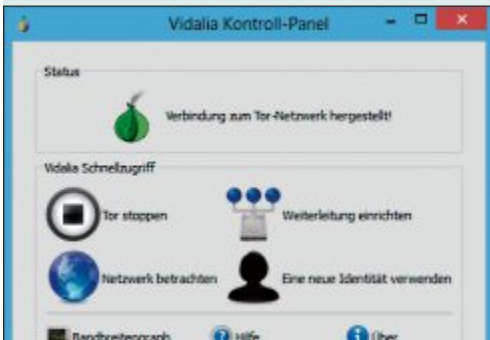 Vidalia Kontroll-Panel
Status
Verbindung zum Tor-Netzwerk hergestellt!
Vidalia Schnellzugriff
Tor stoppen
Weiterleitung einrichten
Netzwerk betrachten
Eine neue Identität verwenden
Bandbreitengraph
Hilfe
Über